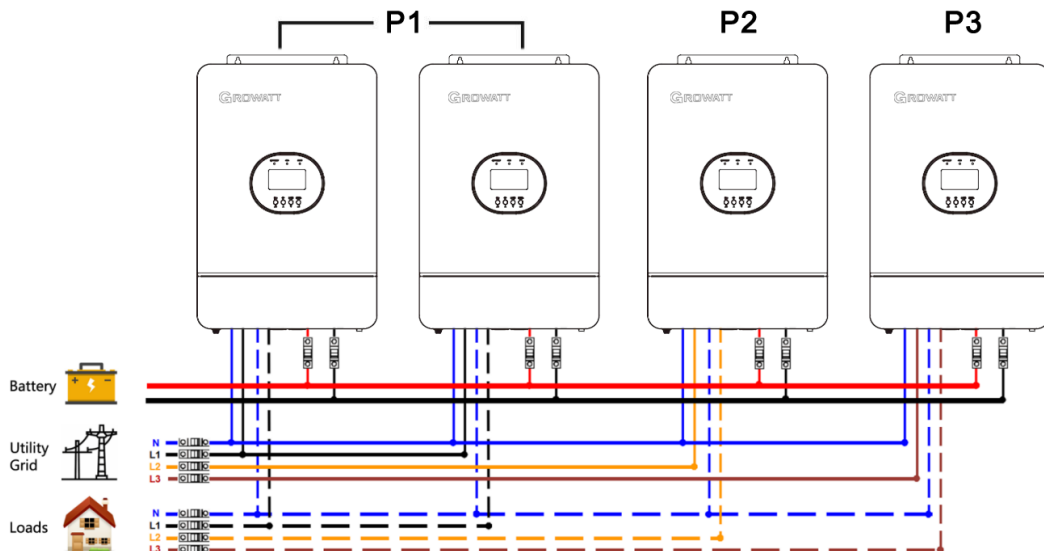 P1 P2 P3
GROWATT GROWATT GROWATT GROWATT
Battery
+ -
Utility
Grid
N
L1
L2
L3
Loads
N
L1
L2
L3